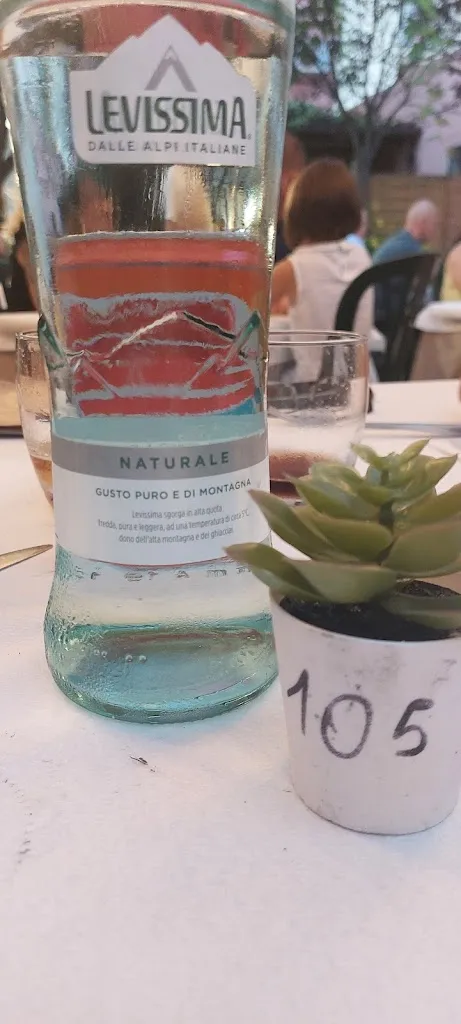 LEVISSIMA
DALLE ALPI ITALIANE
NATURALE
GUSTO PURO E DI MONTAGNA
Levissima sgorga in alta quota,
fredda, pura e leggera, ad una temperatura di circa 5°C,
dono dell'alta montagna e dei ghiacciai.
105